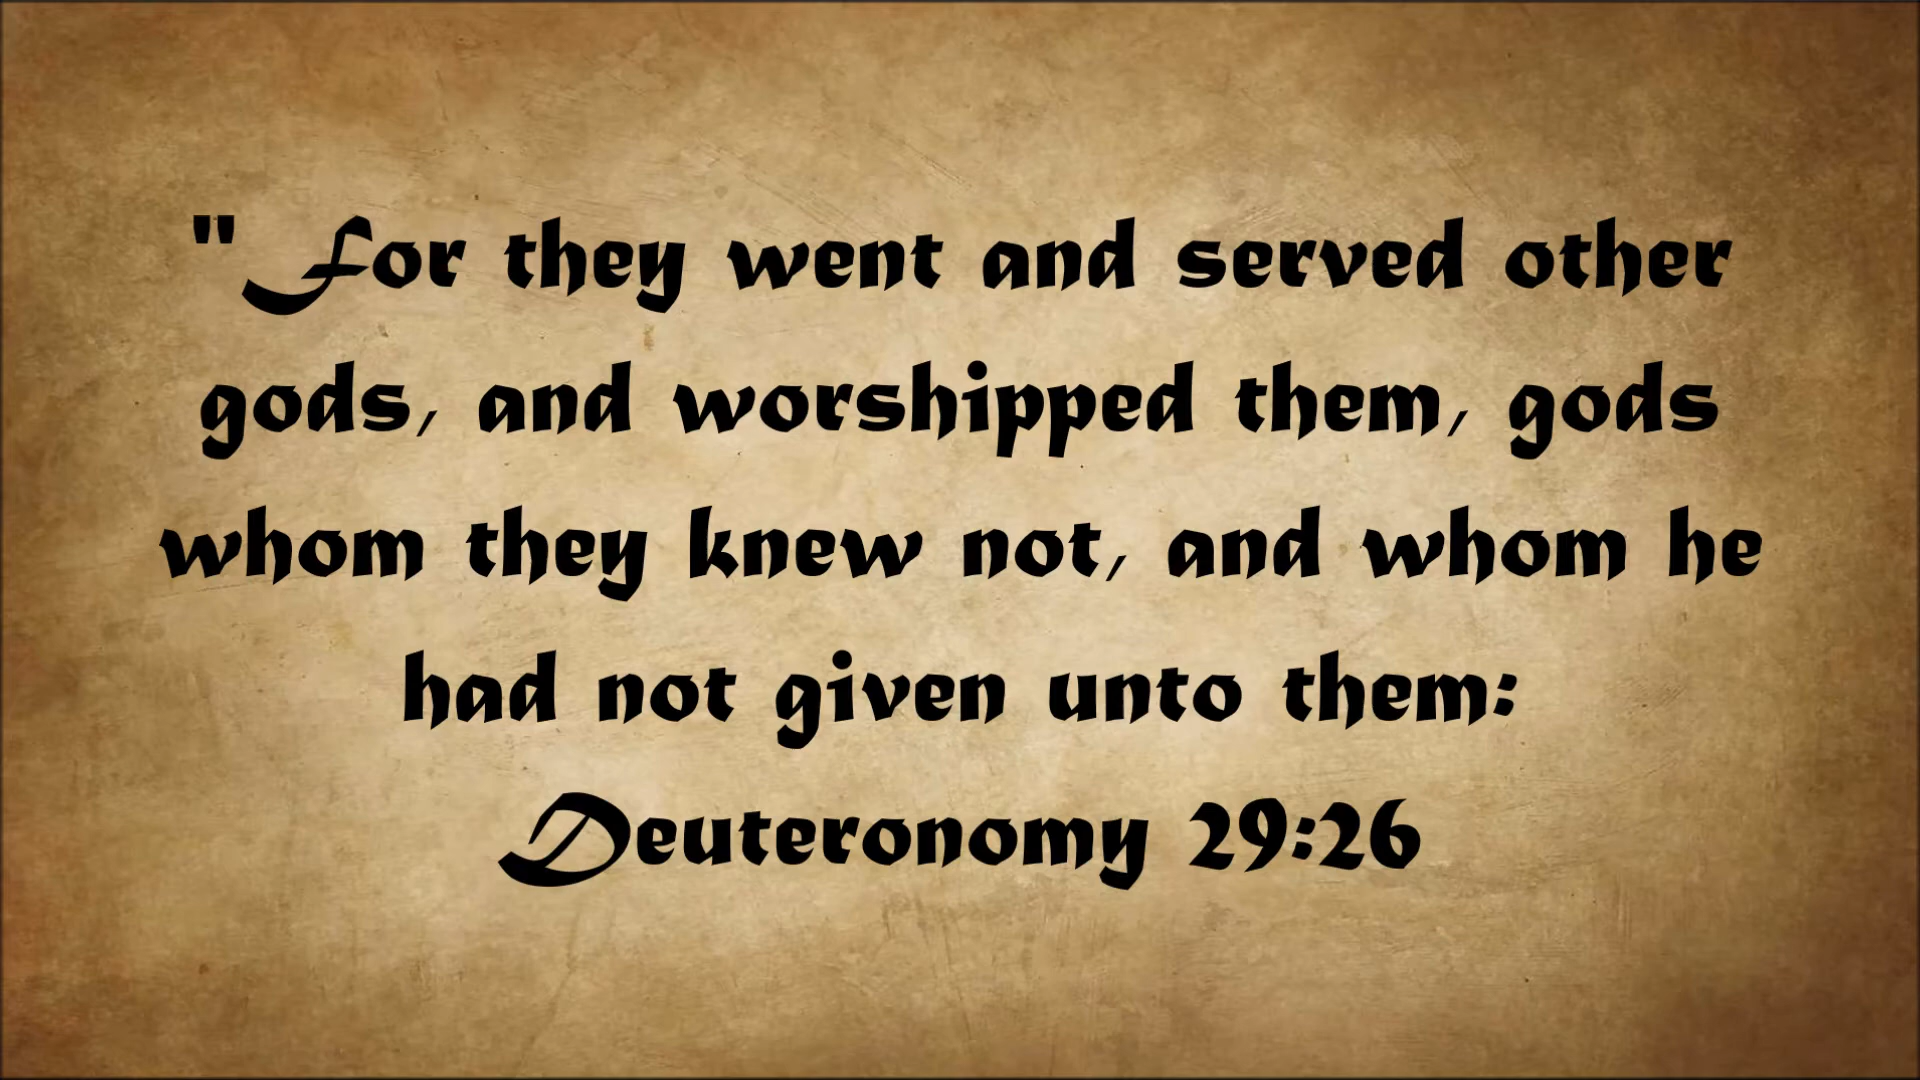 "For they went and served other
gods, and worshipped them, gods
whom they knew not, and whom he
had not given unto them:
Deuteronomy 29:26